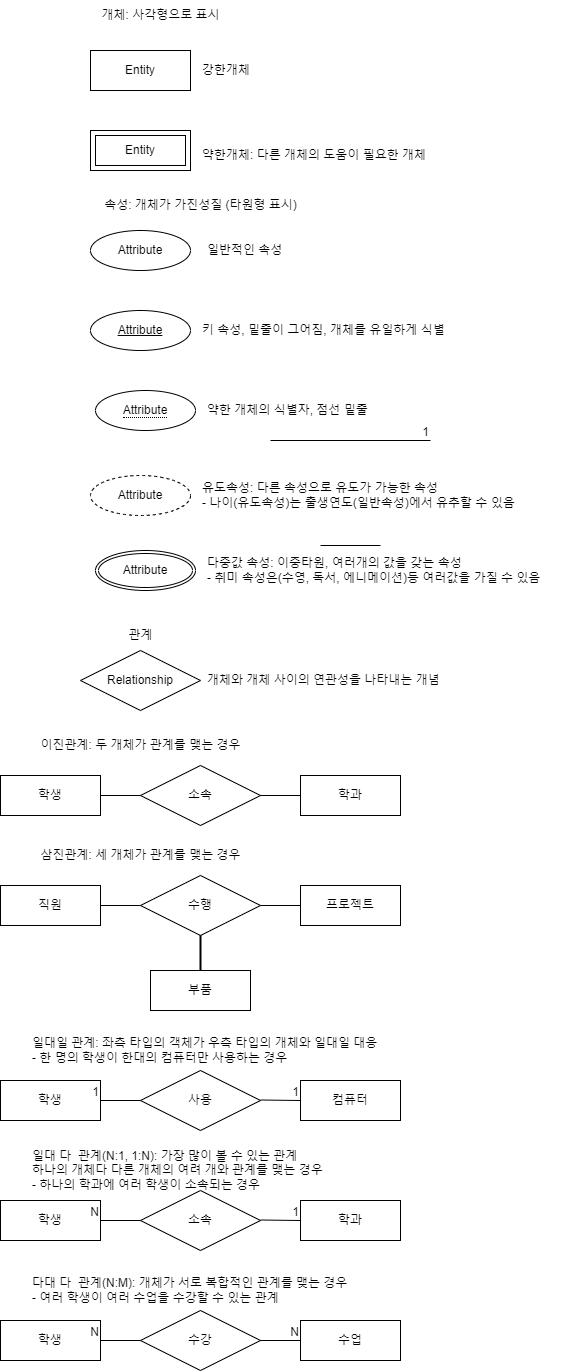 개체: 사각형으로 표시
Entity
강한개체
Entity
약한개체: 다른 개체의 도움이 필요한 개체
속성: 개체가 가진성질 (타원형 표시)
Attribute
일반적인 속성
Attribute
키 속성, 밑줄이 그어짐, 개체를 유일하게 식별
Attribute
약한 개체의 식별자, 점선 밑줄
1
Attribute
유도속성: 다른 속성으로 유도가 가능한 속성
- 나이(유도속성)는 출생연도(일반속성)에서 유추할 수 있음
Attribute
다중값 속성: 이중타원, 여러개의 값을 갖는 속성
- 취미 속성은(수영, 독서, 에니메이션)등 여러값을 가질 수 있음
관계
Relationship
개체와 개체 사이의 연관성을 나타내는 개념
이진관계: 두 개체가 관계를 맺는 경우
학생
소속
학과
삼진관계: 세 개체가 관계를 맺는 경우
직원
수행
프로젝트
부품
일대일 관계: 좌측 타입의 객체가 우측 타입의 개체와 일대일 대응
- 한 명의 학생이 한대의 컴퓨터만 사용하는 경우
학생
1
사용
1
컴퓨터
일대 다 관계(N:1, 1:N): 가장 많이 볼 수 있는 관계
하나의 개체다 다른 개체의 여려 개와 관계를 맺는 경우
- 하나의 학과에 여러 학생이 소속되는 경우
학생
N
소속
1
학과
다대 다 관계(N:M): 개체가 서로 복합적인 관계를 맺는 경우
- 여러 학생이 여러 수업을 수강할 수 있는 관계
학생
N
수강
N
수업